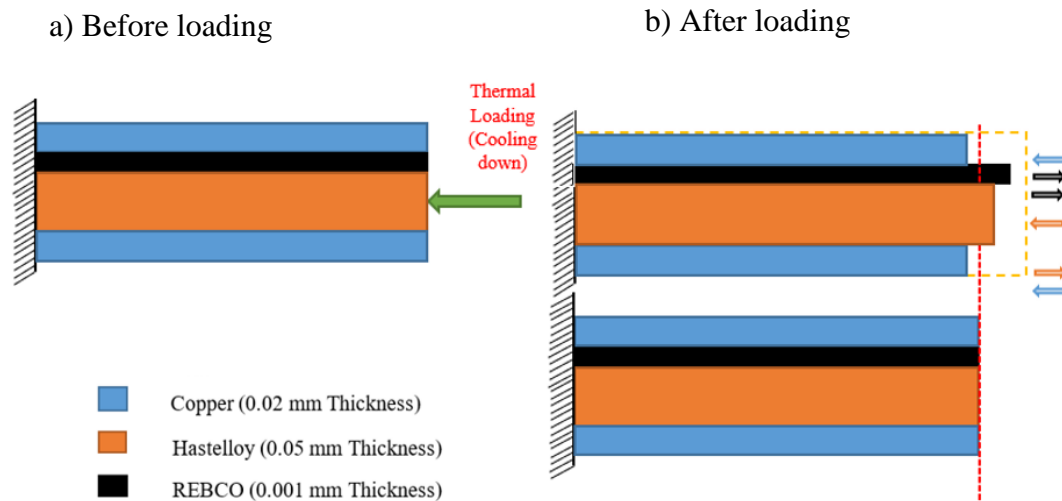 a) Before loading
b) After loading
Thermal
Loading
(Cooling
down)
Copper (0.02 mm Thickness)
Hastelloy (0.05 mm Thickness)
REBCO (0.001 mm Thickness)